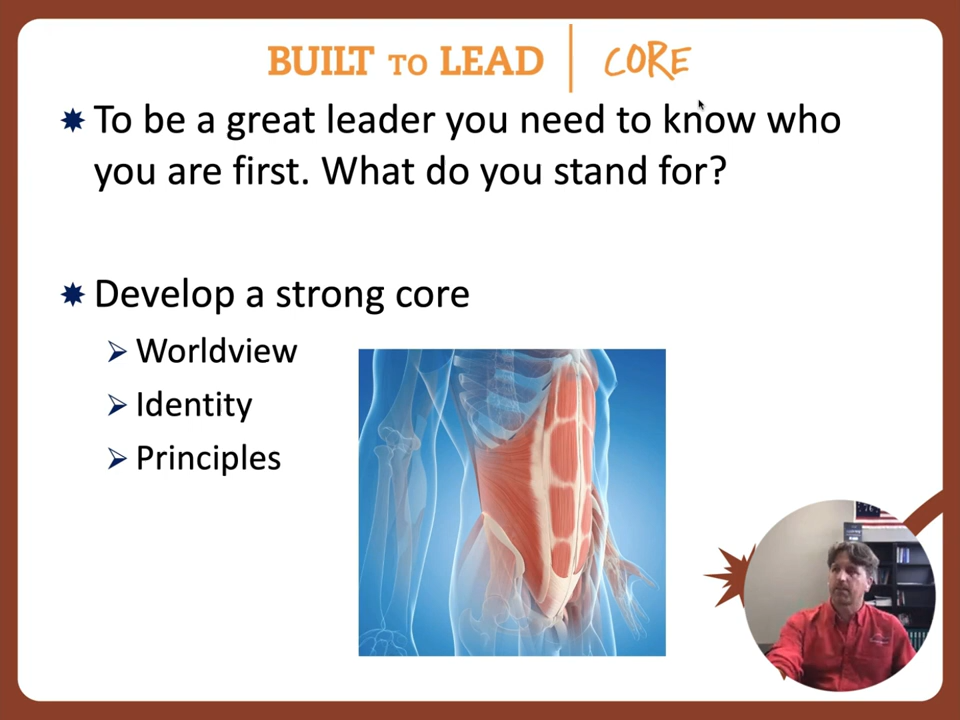 BUILT TO LEAD | CORE
To be a great leader you need to know who
you are first. What do you stand for?
Develop a strong core
Worldview
Identity
Principles